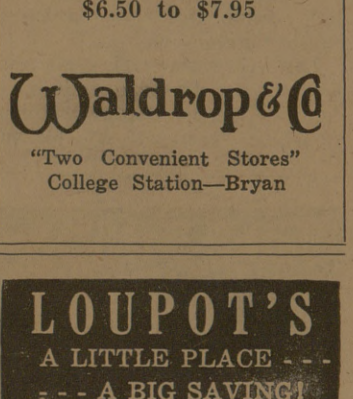 $6.50 to $7.95
Waldrop & Co
"Two Convenient Stores"
College Station—Bryan
LOUPOT'S
A LITTLE PLACE - - -
- - - A BIG SAVING!